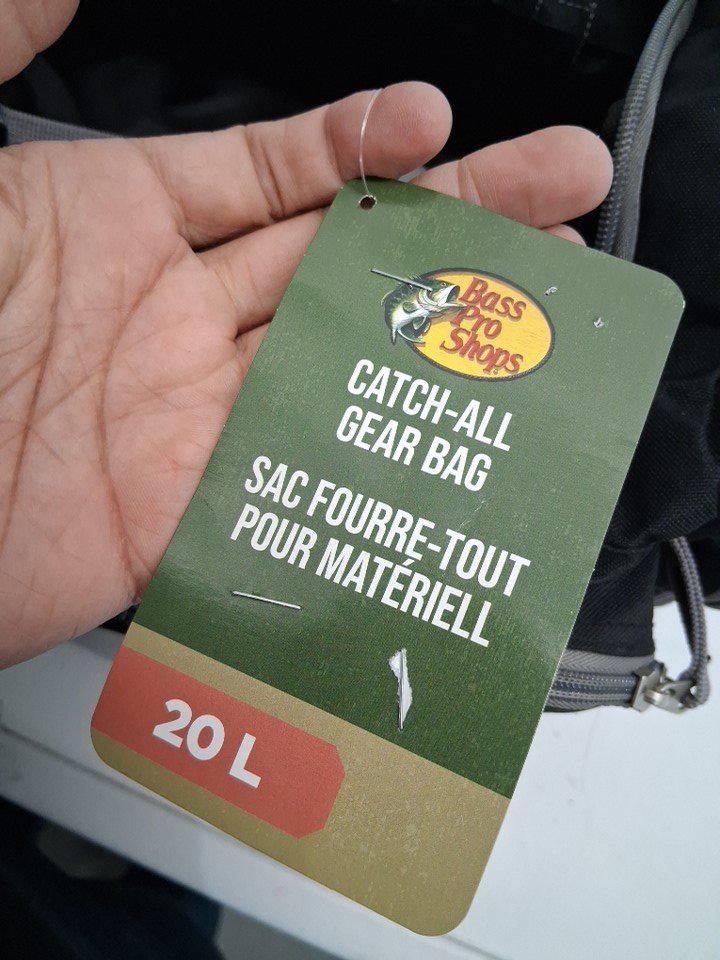 Bass
Pro
Shops
CATCH-ALL
GEAR BAG
SAC FOURRE-TOUT
POUR MATÉRIELL
20 L